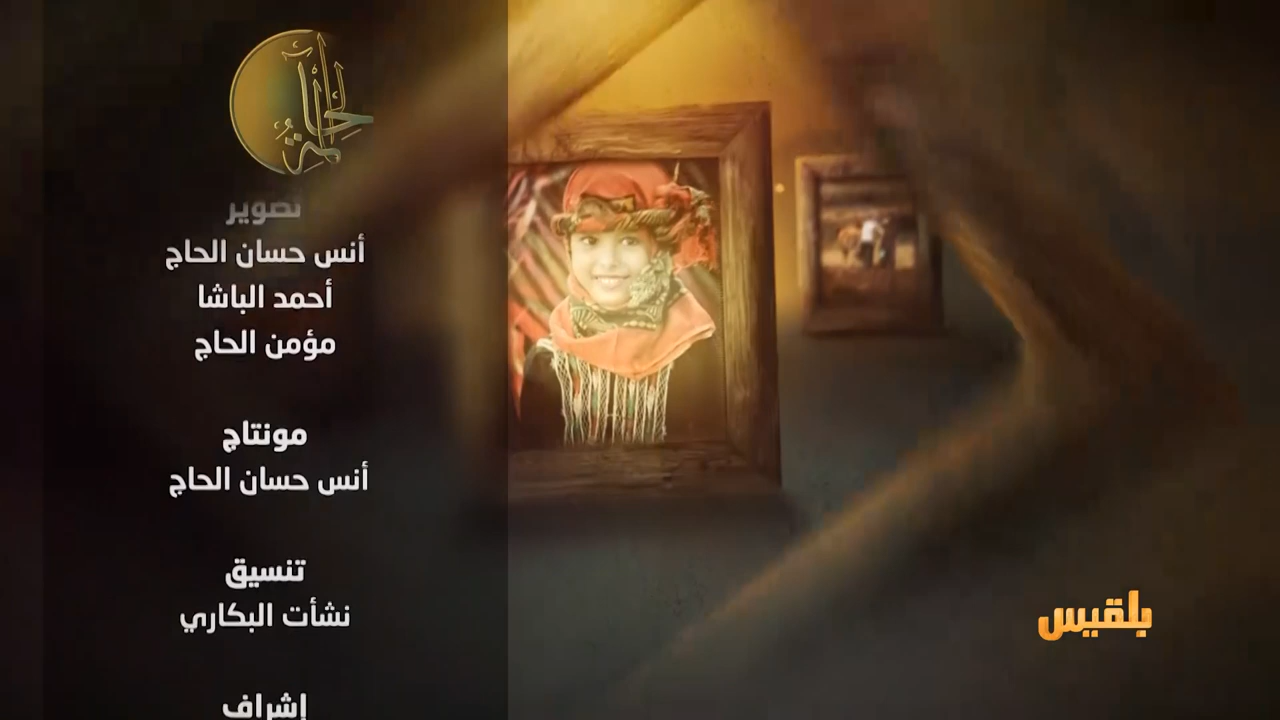 تصوير
أنس حسان الحاج
أحمد الباشا
مؤمن الحاج
مونتاج
أنس حسان الحاج
تنسيق
نشأت البكاري
إشراف
بلقيس